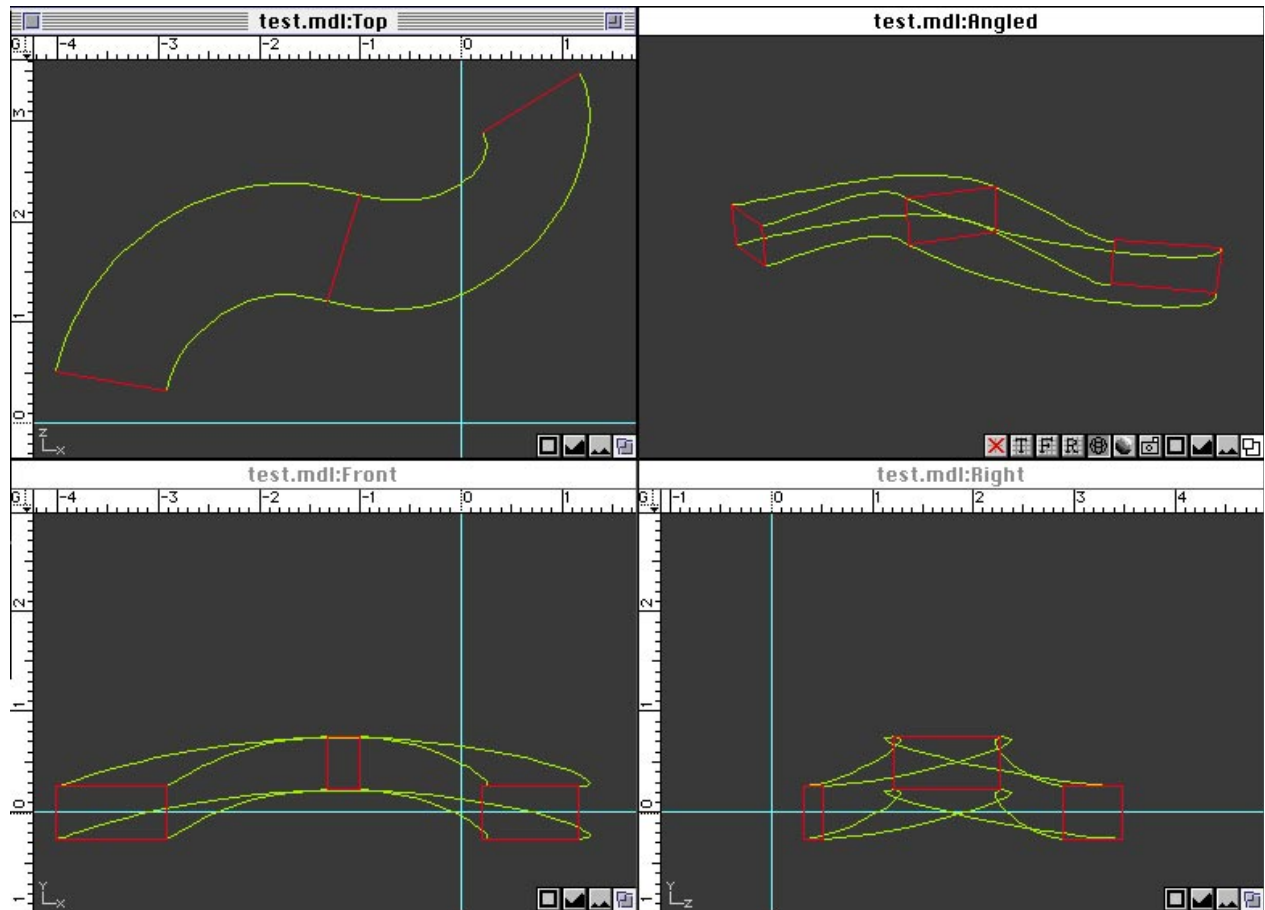 test.mdl:Top
test.mdl:Angled
G -4 -3 -2 -1 0 1
3
2
1
0
Z
X
T F R
test.mdl:Front
test.mdl:Right
G -4 -3 -2 -1 0 1
G -1 0 1 2 3 4
2
1
0
1
Y
X
2
1
0
1
Y
Z